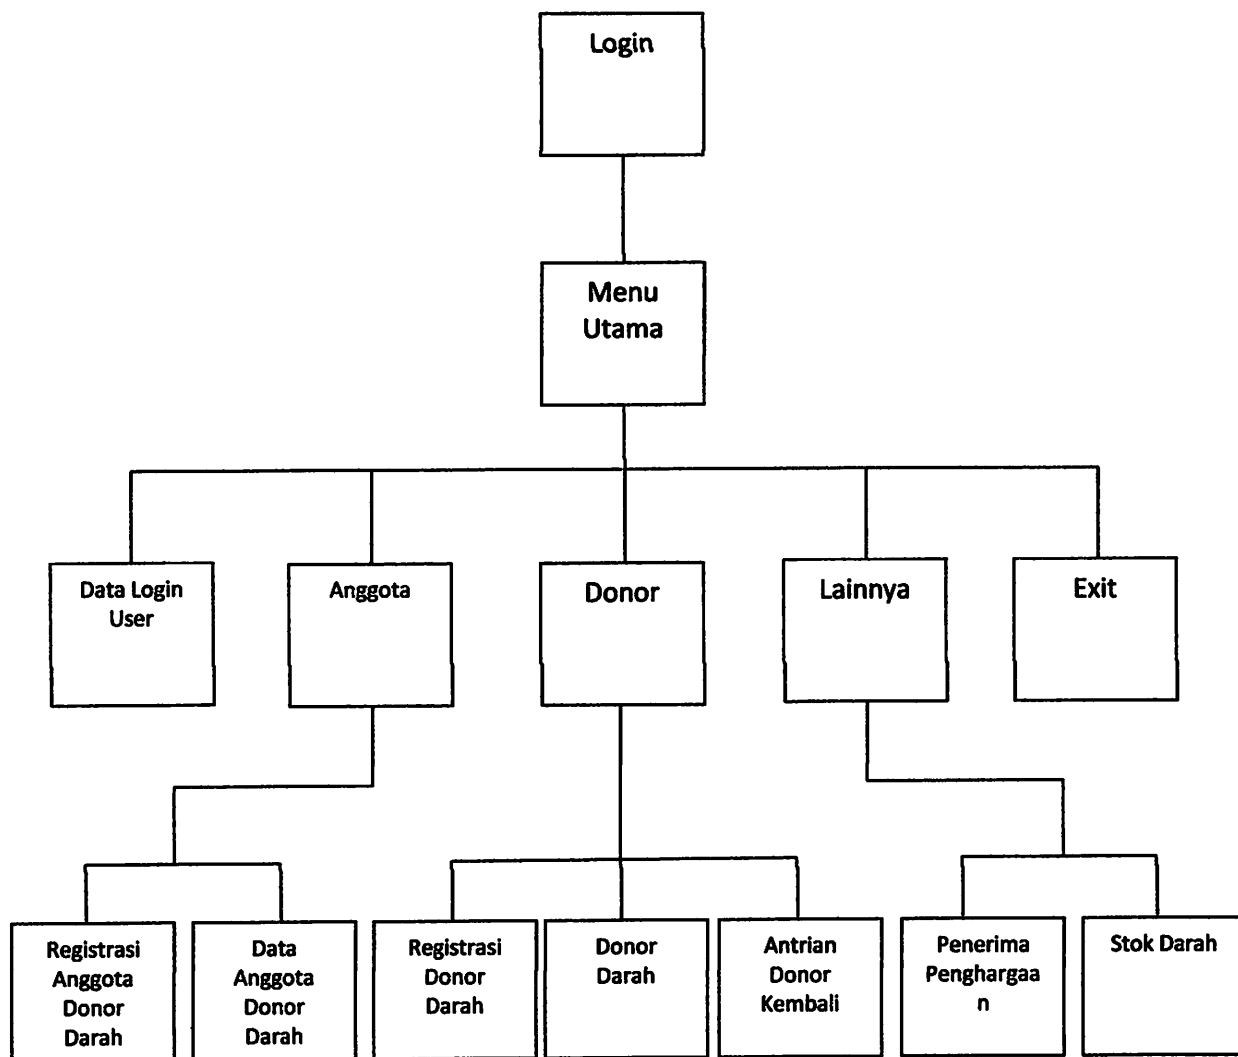 Login
Menu
Utama
Data Login
User
Anggota
Donor
Lainnya
Exit
Registrasi
Anggota
Donor
Darah
Data
Anggota
Donor
Darah
Registrasi
Donor
Darah
Donor
Darah
Antrian
Donor
Kembali
Penerima
Penghargaa
n
Stok Darah